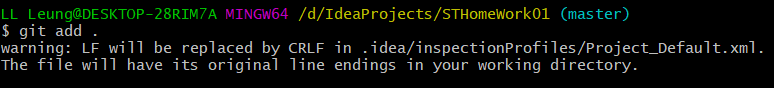 LL Leung@DESKTOP-28RIM7A MINGW64 /d/IdeaProjects/STHomeWork01 (master)
$ git add .
warning: LF will be replaced by CRLF in .idea/inspectionProfiles/Project_Default.xml.
The file will have its original line endings in your working directory.